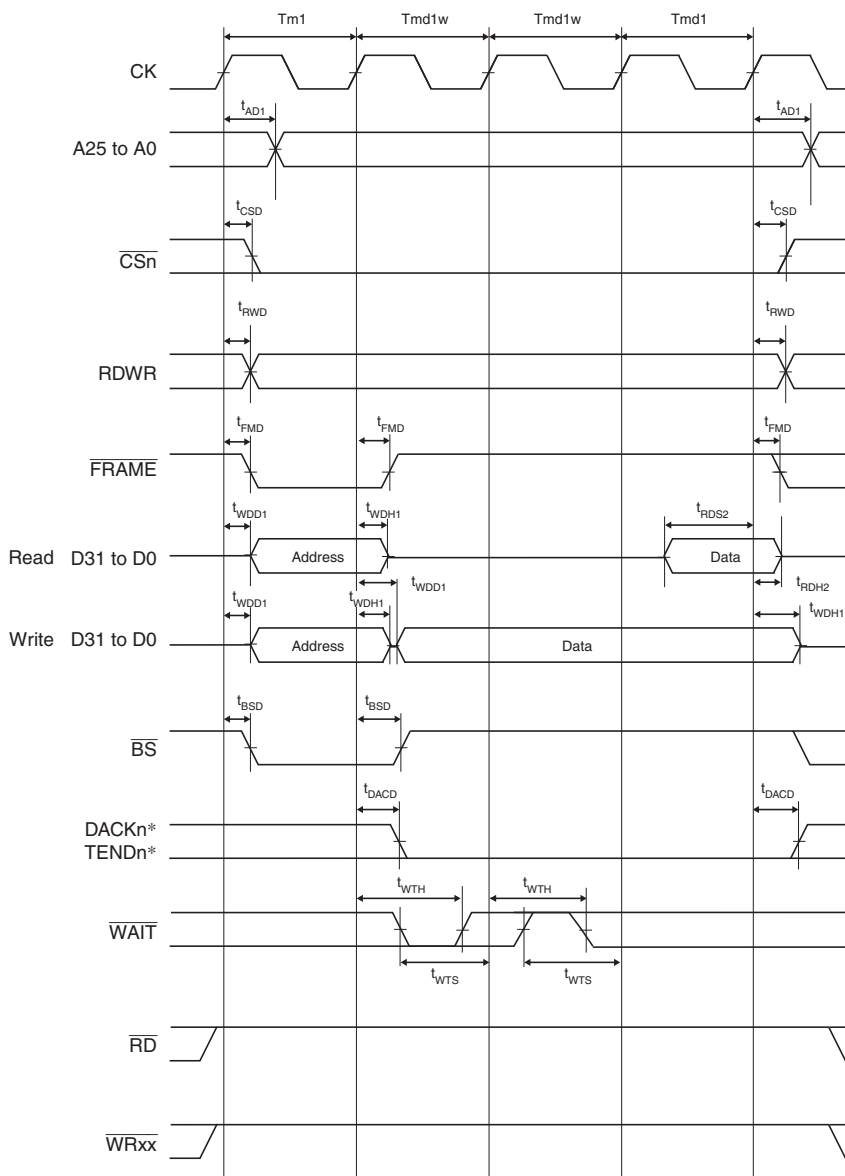 Tm1 Tmd1w Tmd1w Tmd1
CK
tAD1 tAD1
A25 to A0
tCSD tCSD
CSn
tRWD tRWD
RDWR
tFMD tFMD tFMD
FRAME
tWDD1 tWDH1 tRDS2
Read D31 to D0 Address Data
tWDD1 tRDH2
tWDD1 tWDH1 tWDH1
Write D31 to D0 Address Data
tBSD tBSD
BS
tDACD tDACD
DACKn*
TENDn*
tWTH tWTH
WAIT
tWTS tWTS
RD
WRxx